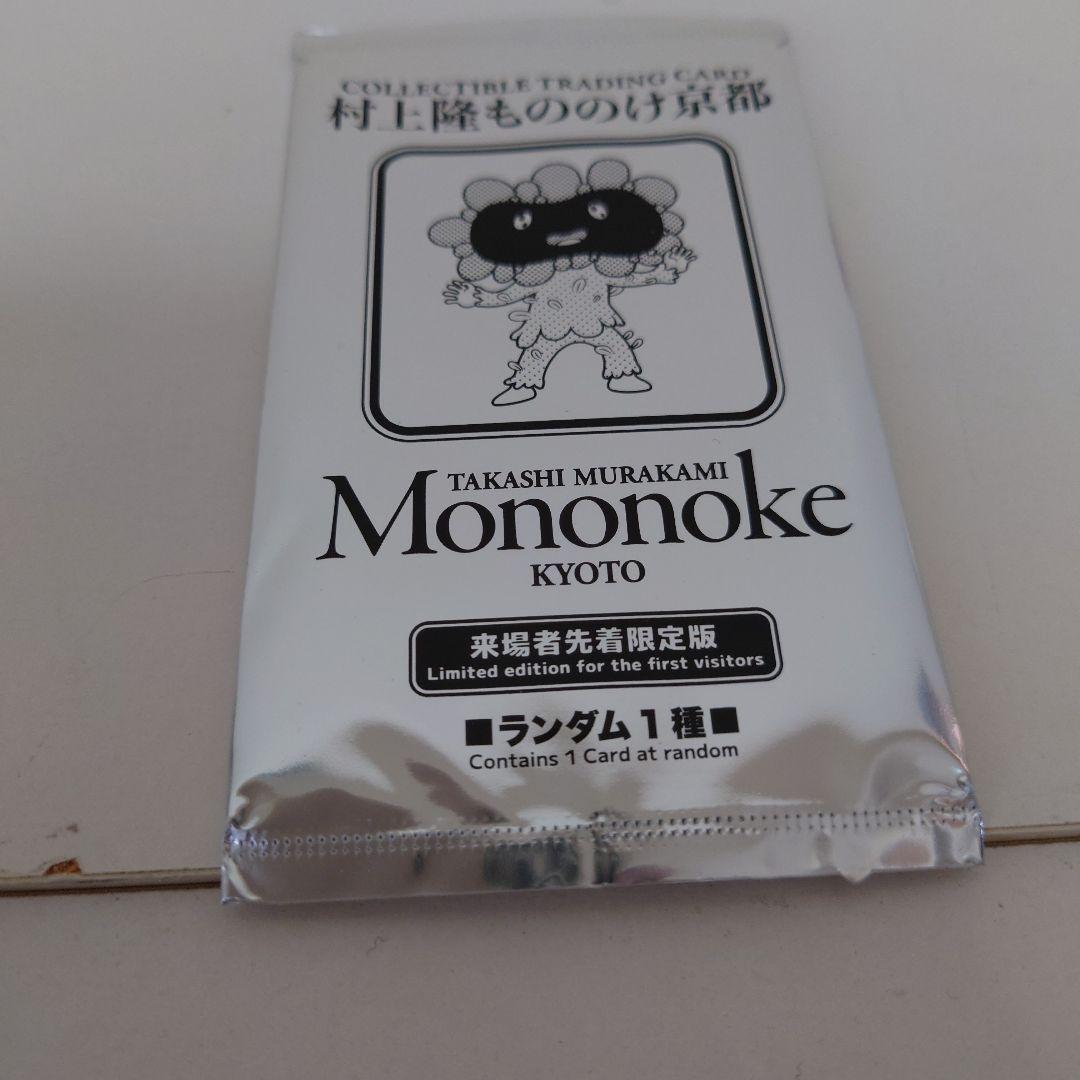 COLLECTIBLE TRADING CARD
村上隆もののけ京都
TAKASHI MURAKAMI
Mononoke
KYOTO
来場者先着限定版
Limited edition for the first visitors
■ランダム1種■
Contains 1 Card at random